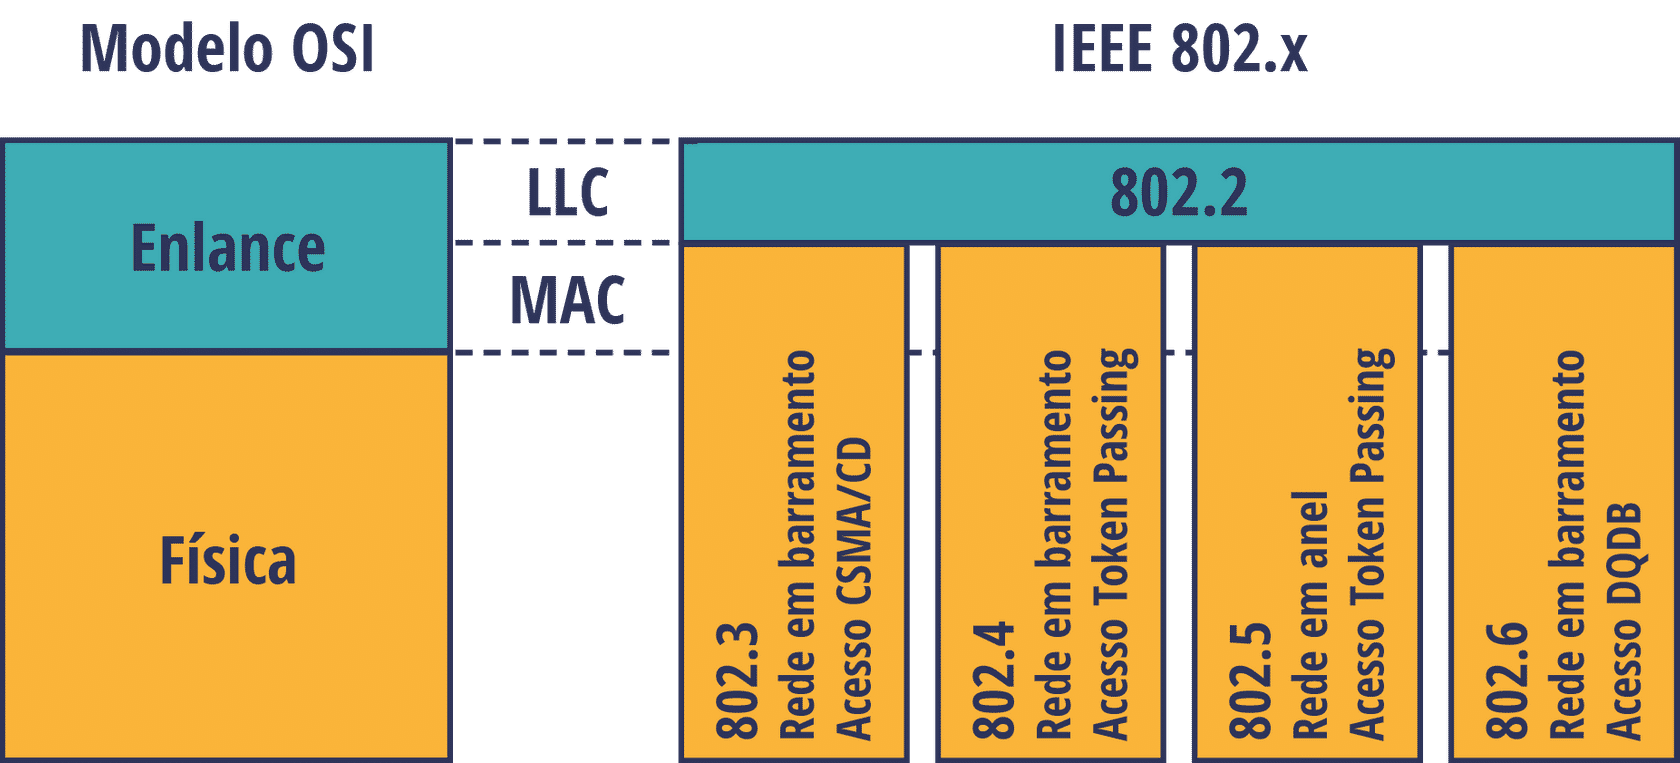 Modelo OSI
IEEE 802.x
Enlance
LLC
MAC
802.2
Física
802.3
Rede em barramento
Acesso CSMA/CD
802.4
Rede em barramento
Acesso Token Passing
802.5
Rede em anel
Acesso Token Passing
802.6
Rede em barramento
Acesso DQDB